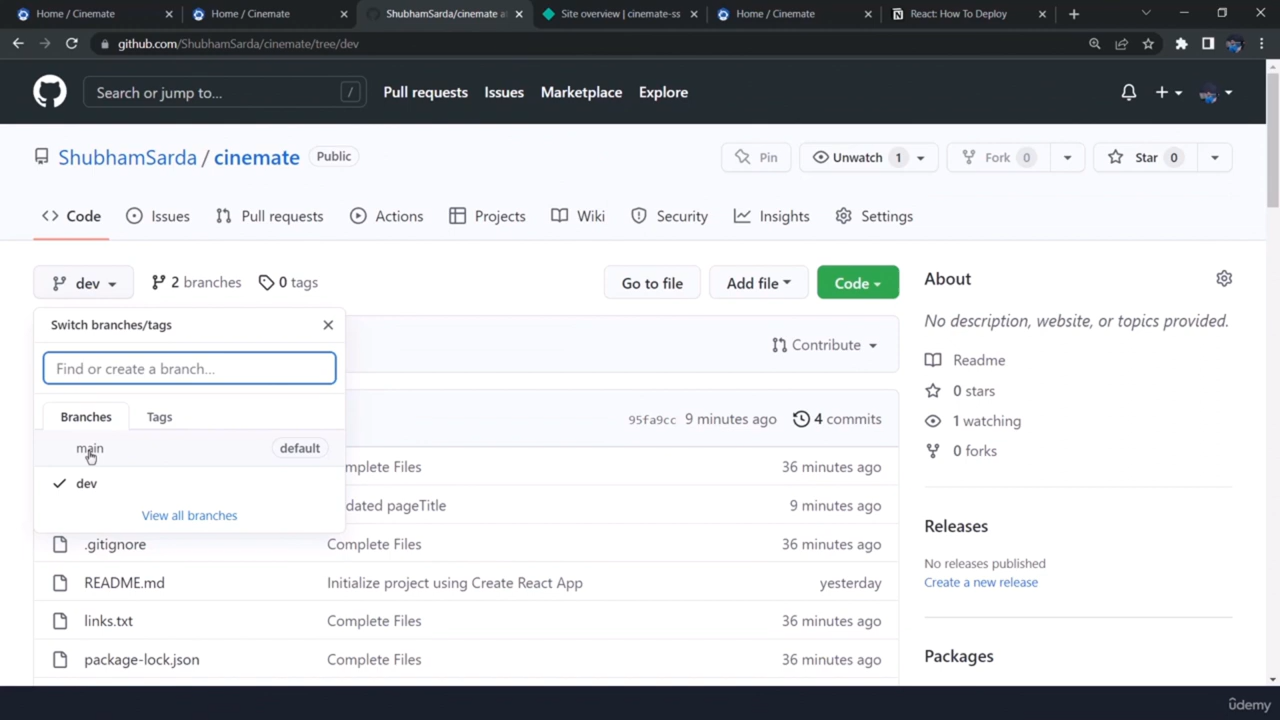 Home / Cinemate
Home / Cinemate
ShubhamSarda/cinemate a
Site overview | cinemate-ss
Home / Cinemate
React: How To Deploy
github.com/ShubhamSarda/cinemate/tree/dev
Search or jump to... /
Pull requests
Issues
Marketplace
Explore
ShubhamSarda / cinemate
Public
Pin
Unwatch 1
Fork 0
Star 0
Code
Issues
Pull requests
Actions
Projects
Wiki
Security
Insights
Settings
dev
2 branches
0 tags
Go to file
Add file
Code
Switch branches/tags
Find or create a branch...
Branches
Tags
main default
dev
View all branches
Contribute
95fa9cc 9 minutes ago 4 commits
mplete Files 36 minutes ago
dated pageTitle 9 minutes ago
.gitignore Complete Files 36 minutes ago
README.md Initialize project using Create React App yesterday
links.txt Complete Files 36 minutes ago
package-lock.json Complete Files 36 minutes ago
About
No description, website, or topics provided.
Readme
0 stars
1 watching
0 forks
Releases
No releases published
Create a new release
Packages
ûdemy